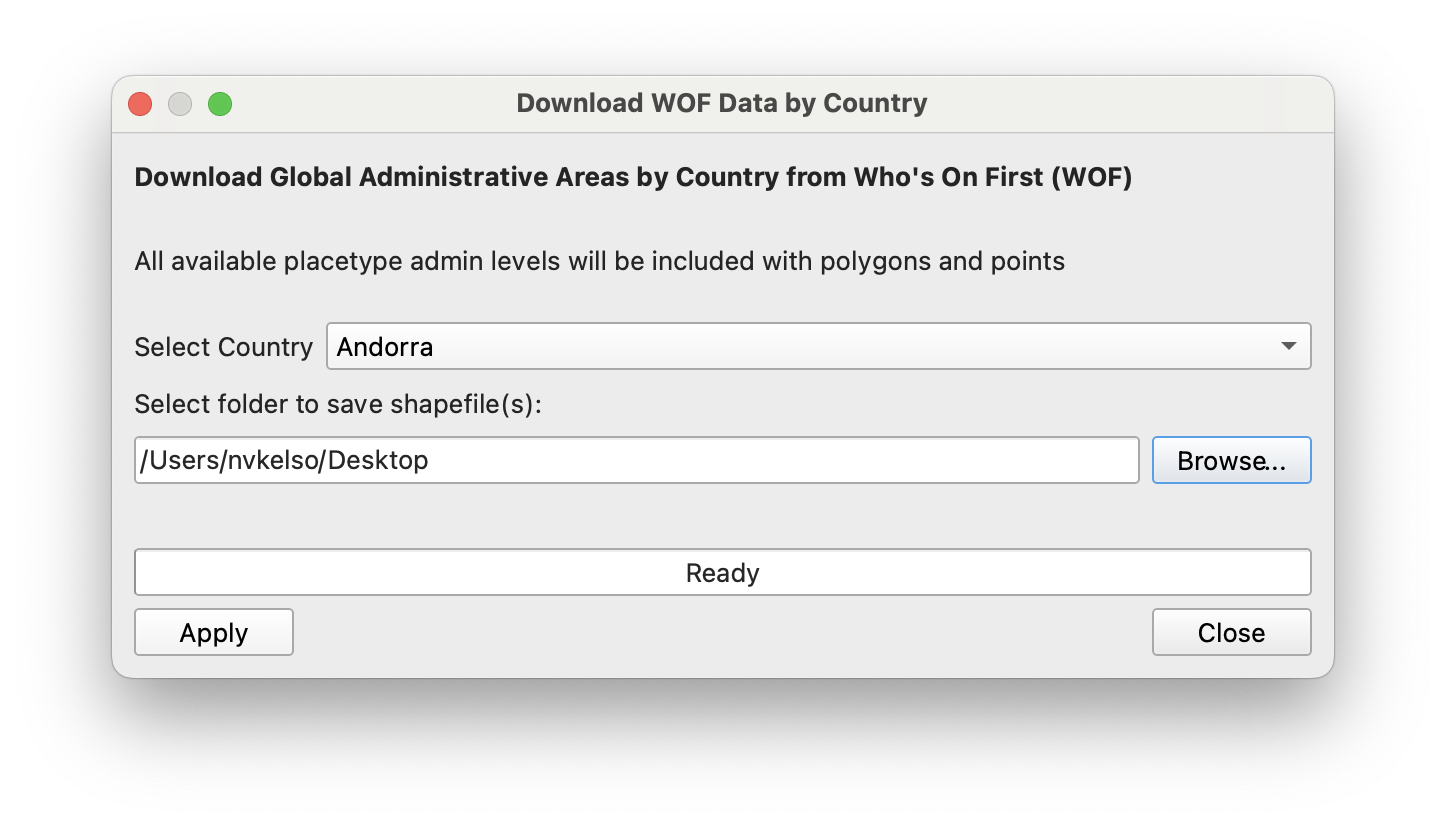 Download WOF Data by Country
Download Global Administrative Areas by Country from Who's On First (WOF)
All available placetype admin levels will be included with polygons and points
Select Country Andorra
Select folder to save shapefile(s):
/Users/nvkelso/Desktop Browse...
Ready
Apply Close